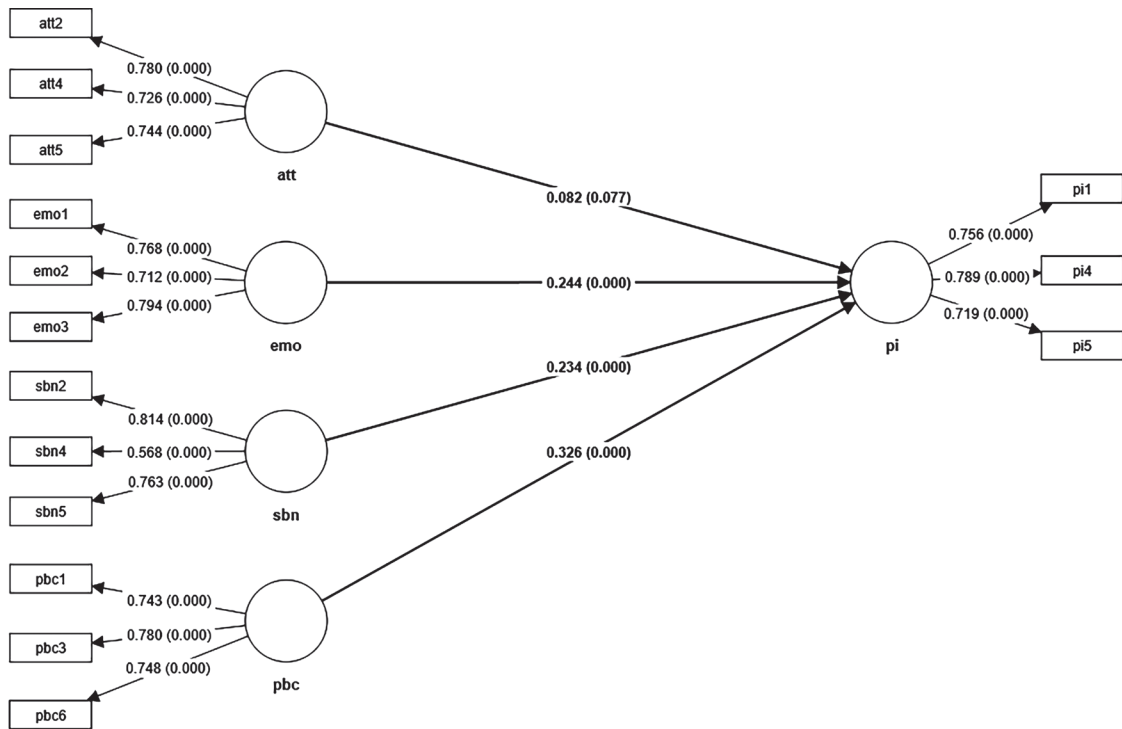 att2
0.780 (0.000)
att4
0.726 (0.000)
att5
0.744 (0.000)
att
0.082 (0.077)
emo1
0.768 (0.000)
emo2
0.712 (0.000)
emo3
0.794 (0.000)
emo
0.244 (0.000)
sbn2
0.814 (0.000)
sbn4
0.568 (0.000)
sbn5
0.763 (0.000)
sbn
0.234 (0.000)
pbc1
0.743 (0.000)
pbc3
0.780 (0.000)
pbc6
0.748 (0.000)
pbc
0.326 (0.000)
pi
pi1
0.756 (0.000)
pi4
0.789 (0.000)
pi5
0.719 (0.000)